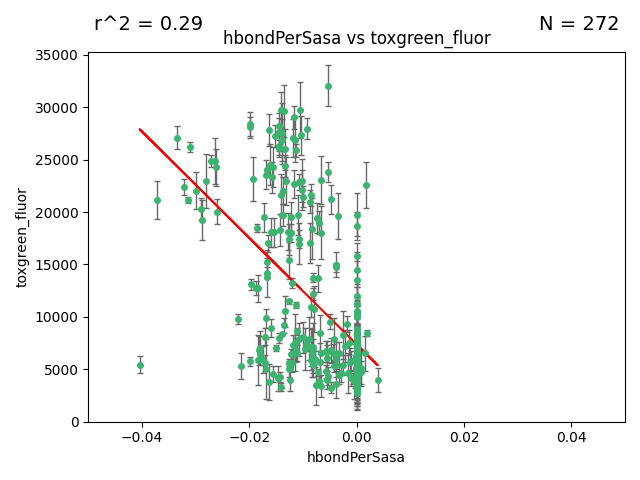 r^2 = 0.29
N = 272
hbondPerSasa vs toxgreen_fluor
35000
30000
25000
20000
15000
10000
5000
0
toxgreen_fluor
−0.04
−0.02
0.00
0.02
0.04
hbondPerSasa